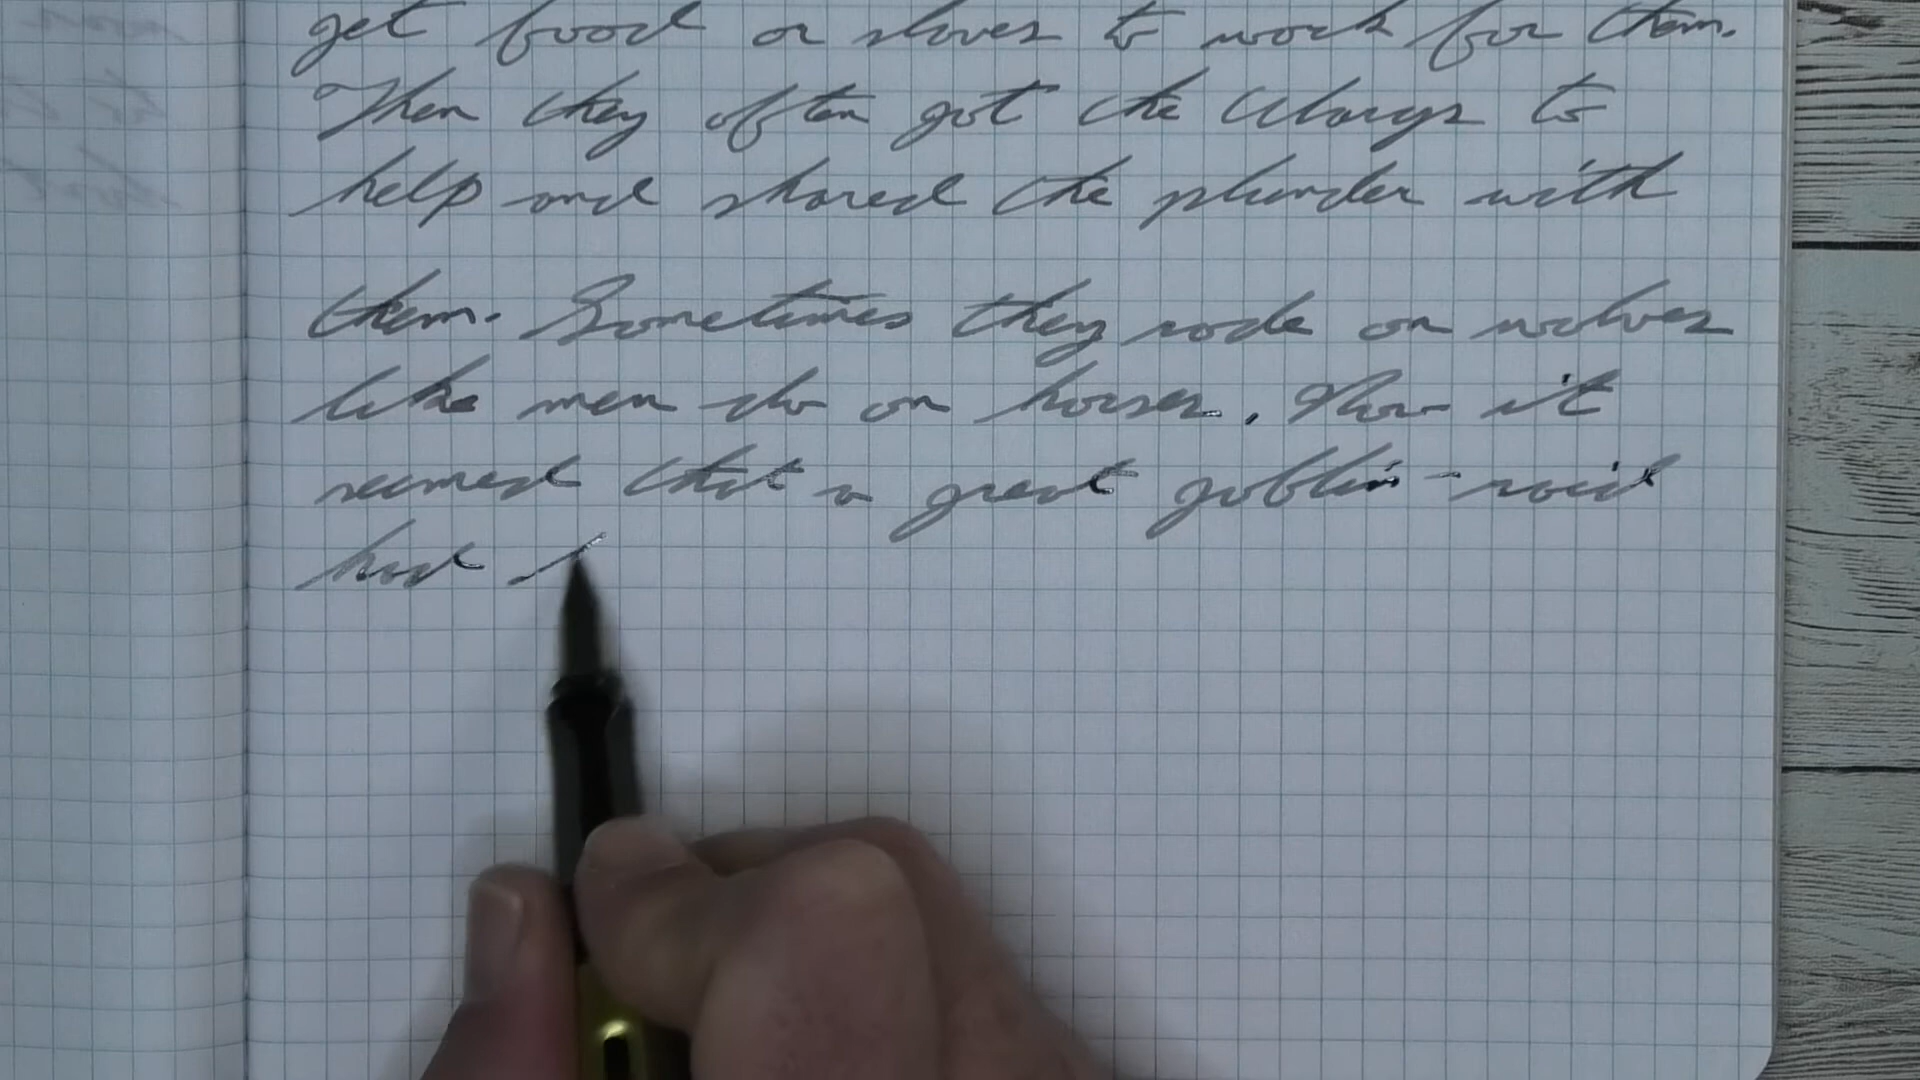 get food or slaves to work for them.
Then they often got the Wargs to
help and shared the plunder with
them. Sometimes they rode on wolves
like men do on horses. Now it
seemed that a great goblin-raid
had